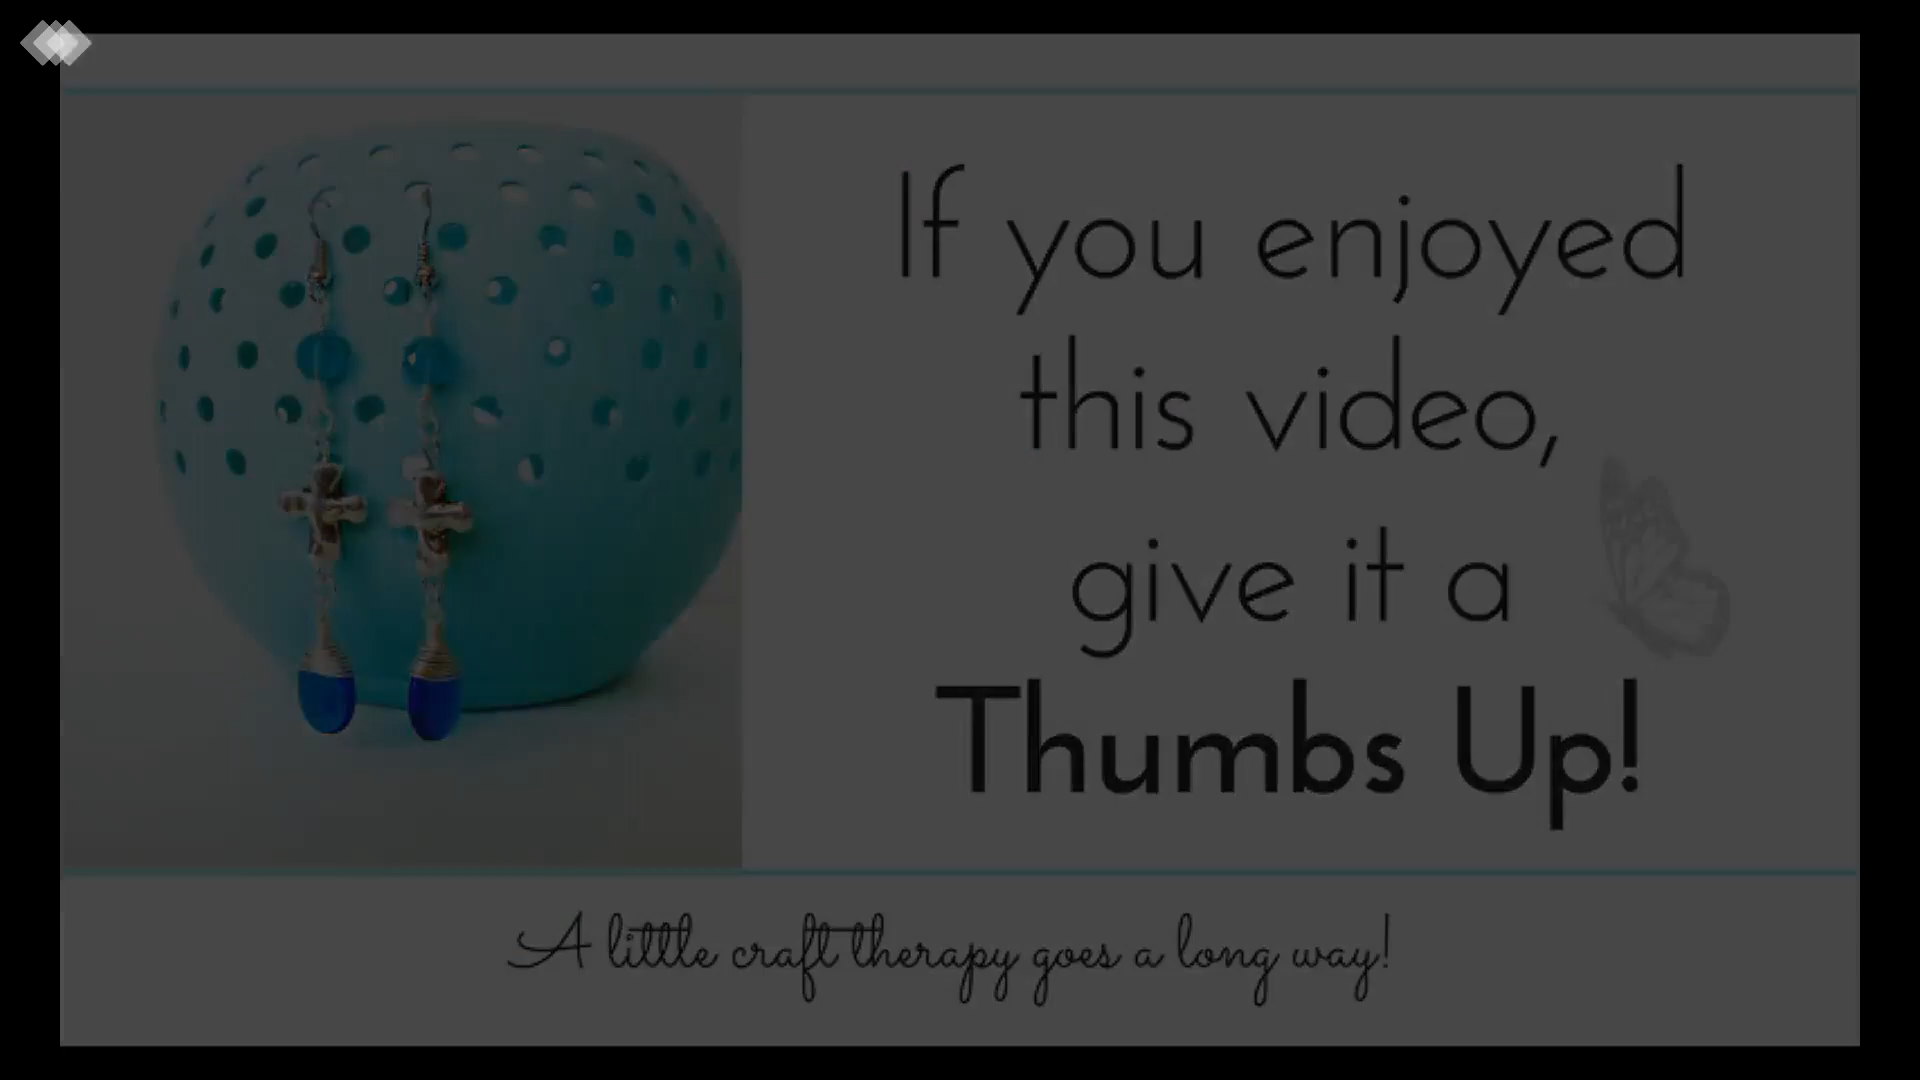 If you enjoyed
this video,
give it a
Thumbs Up!
A little craft therapy goes a long way!